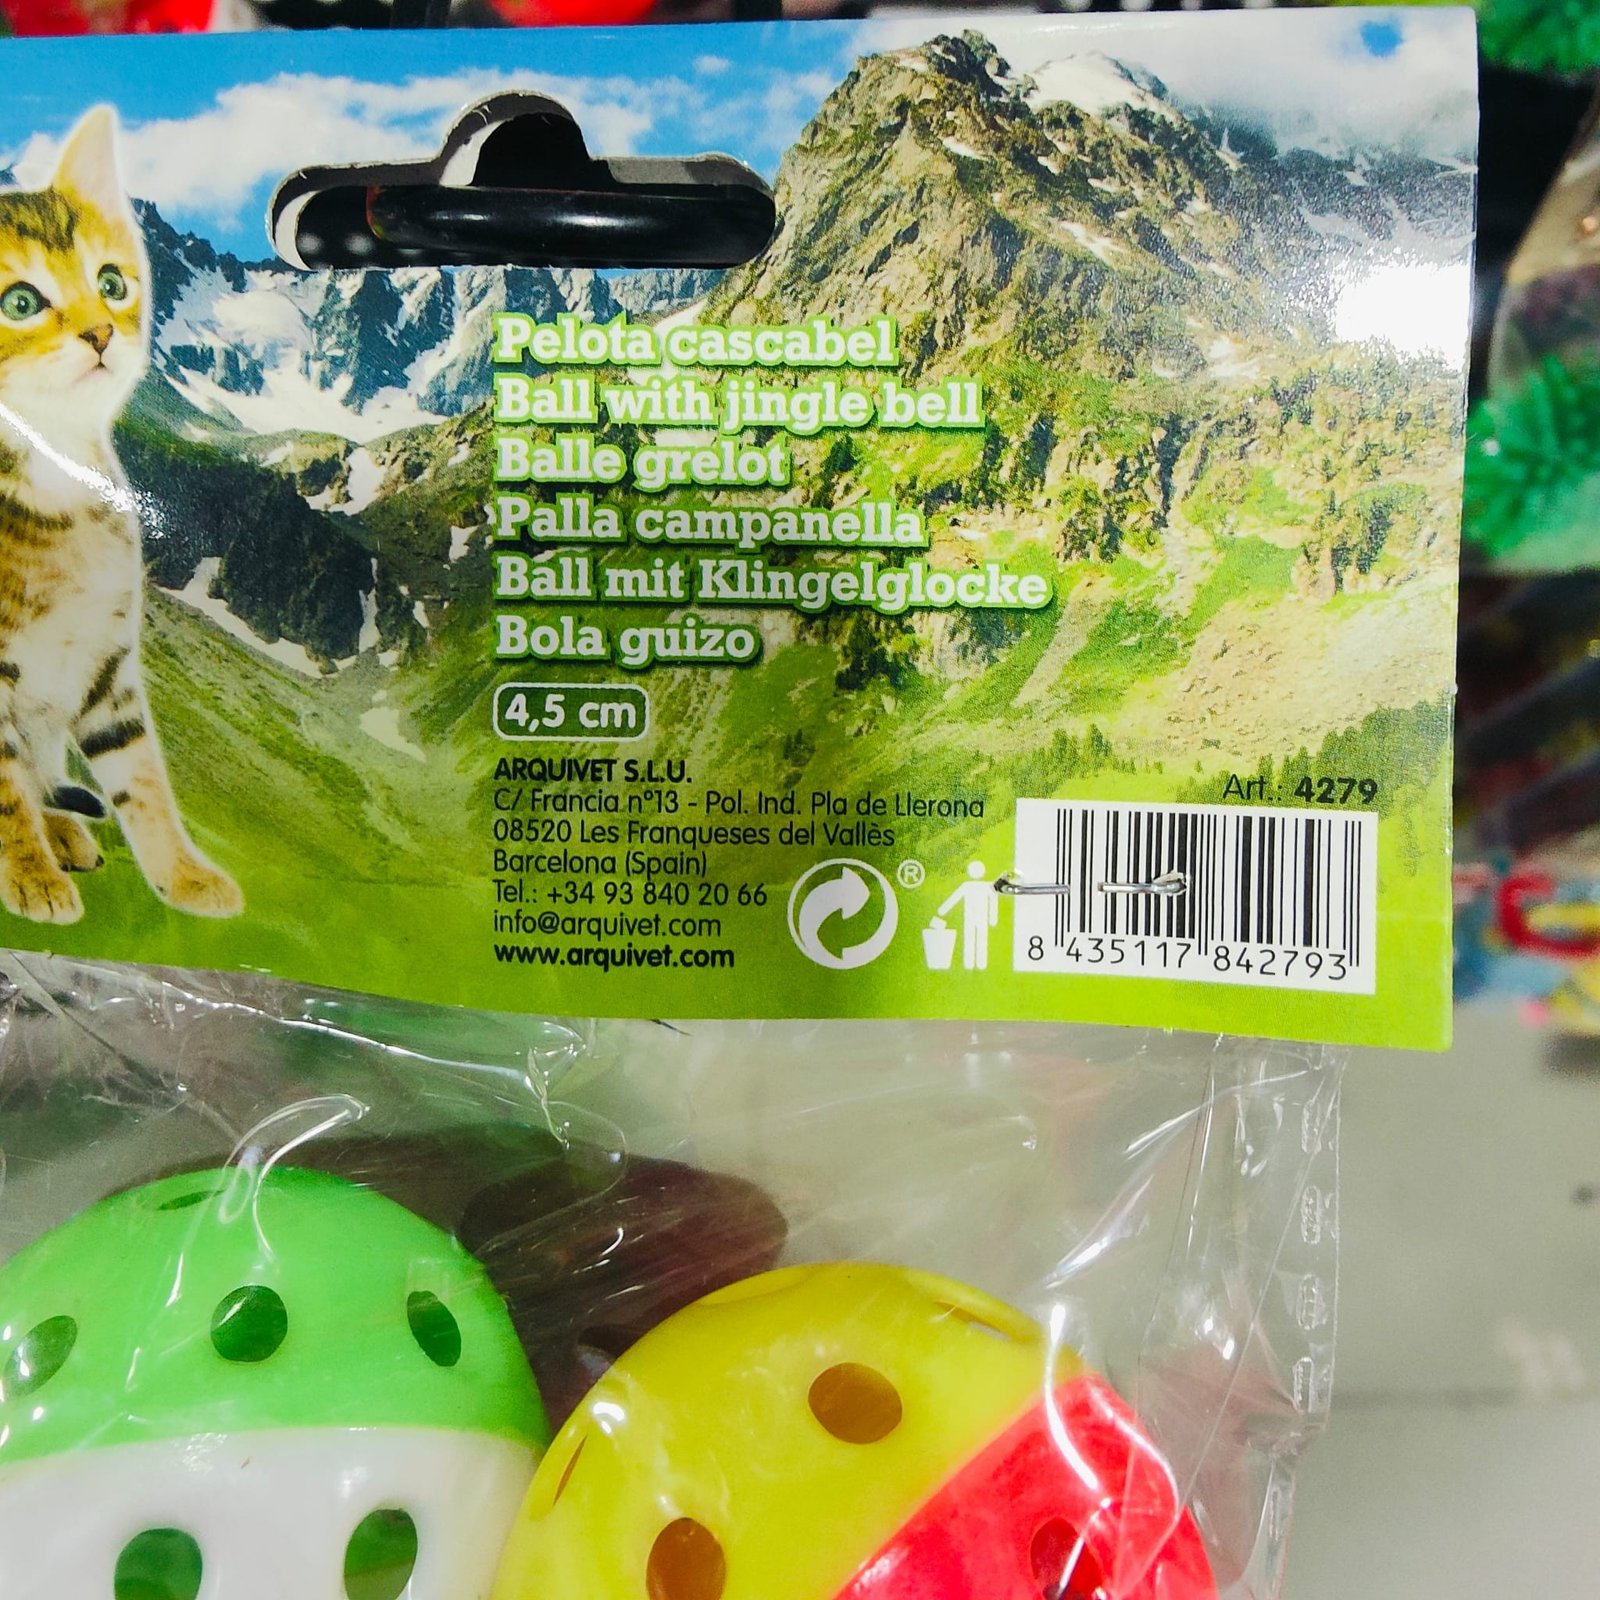 Pelota cascabel
Ball with jingle bell
Balle grelot
Palla campanella
Ball mit Klingelglocke
Bola guizo
4,5 cm
ARQUIVET S.L.U.
C/ Francia n°13 - Pol. Ind. Pla de Llerona
08520 Les Franqueses del Vallès
Barcelona (Spain)
Tel.: +34 93 840 20 66
info@arquivet.com
www.arquivet.com
®
Art.: 4279
8 435117 842793